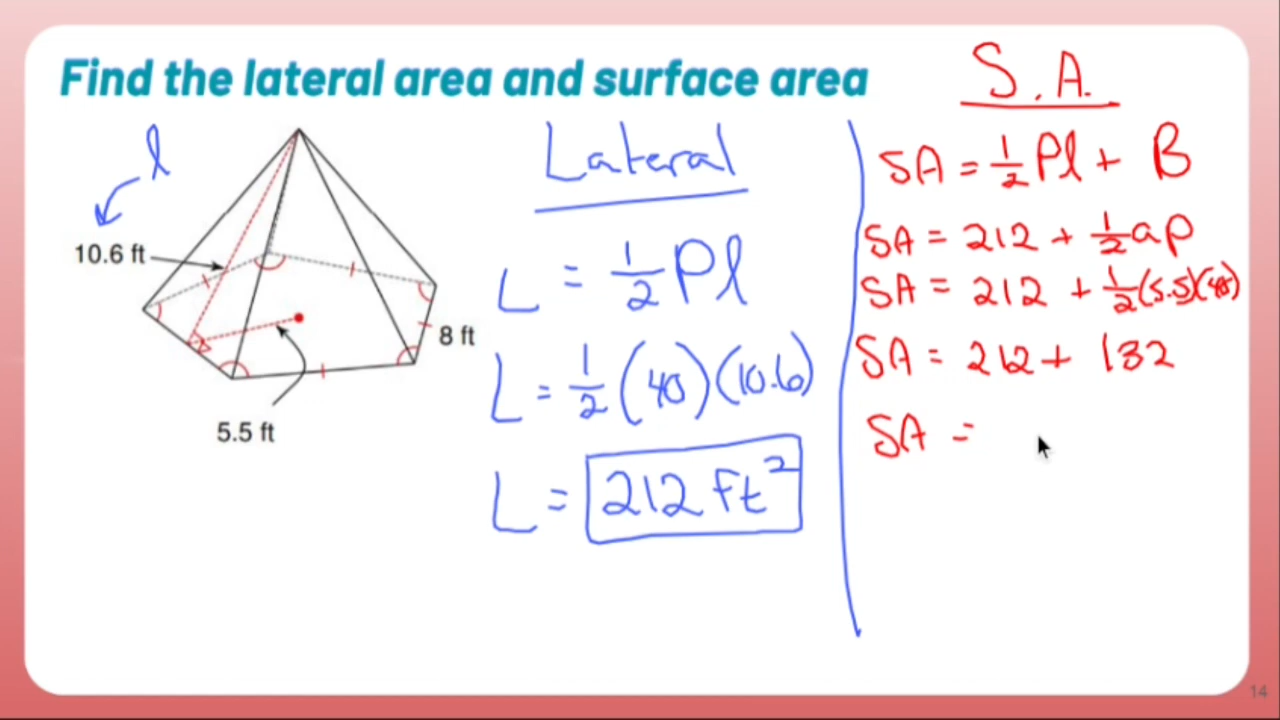 Find the lateral area and surface area
l
10.6 ft
8 ft
5.5 ft
Lateral
L = 1/2 Pl
L = 1/2 (40)(10.6)
L = 212 ft²
S.A.
SA = 1/2 Pl + B
SA = 212 + 1/2 ap
SA = 212 + 1/2 (5.5)(48)
SA = 212 + 132
SA =
14